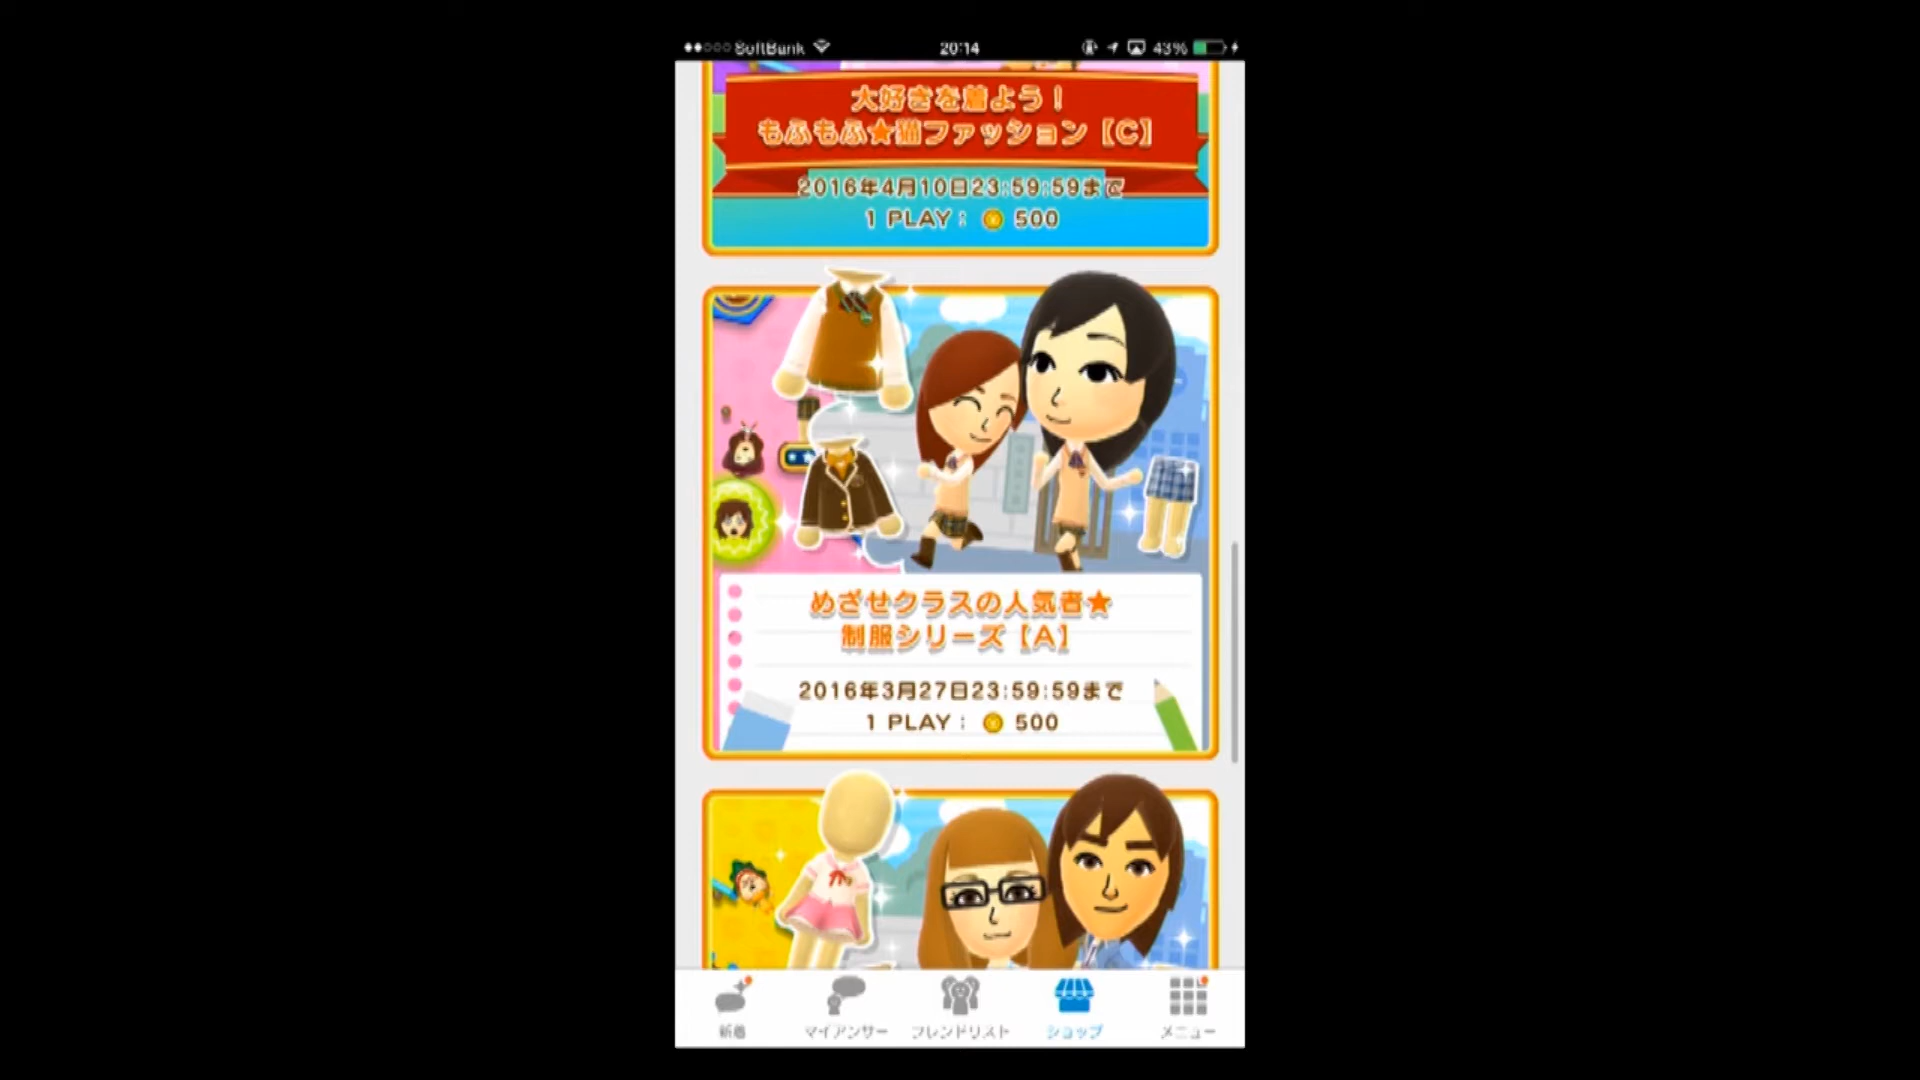 SoftBank 20:14 43%
大好きを着よう！
もふもふ★猫ファッション【C】
2016年4月10日23:59:59まで
1 PLAY： 500
めざせクラスの人気者★
制服シリーズ【A】
2016年3月27日23:59:59まで
1 PLAY： 500
新着 マイアンサー フレンドリスト ショップ メニュー